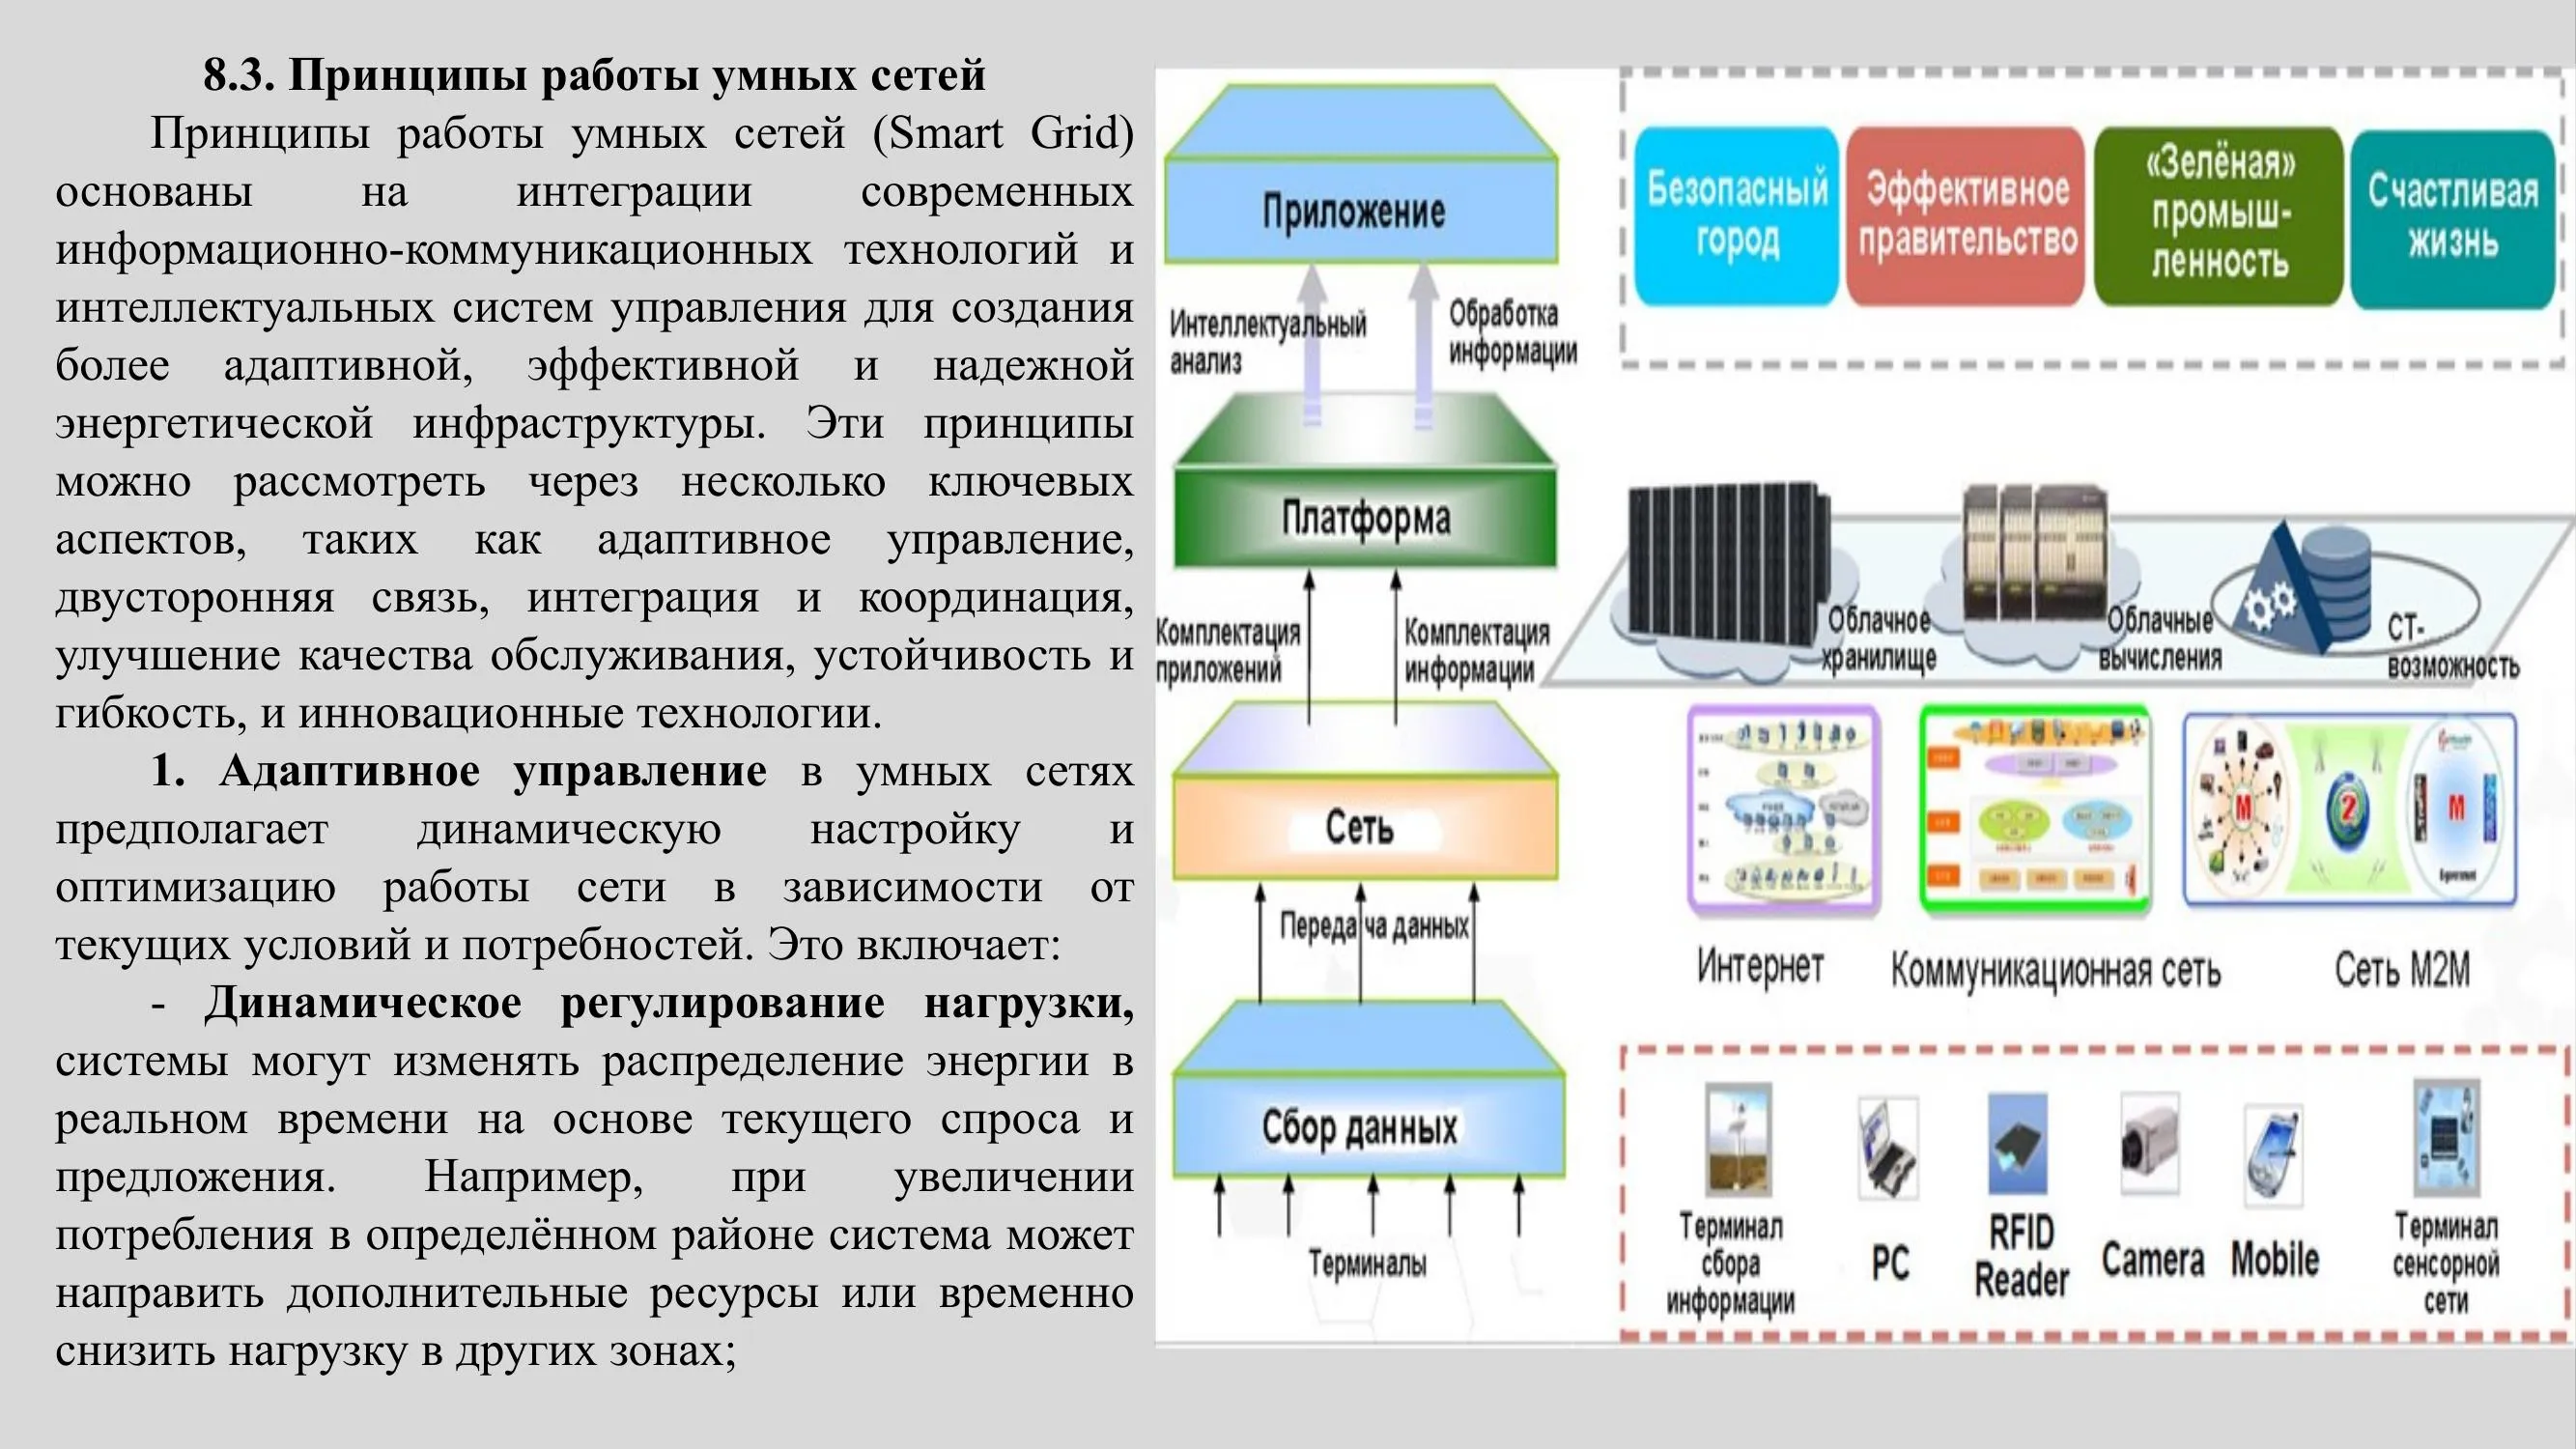 8.3. Принципы работы умных сетей
Принципы работы умных сетей (Smart Grid)
основаны на интеграции современных
информационно-коммуникационных технологий и
интеллектуальных систем управления для создания
более адаптивной, эффективной и надежной
энергетической инфраструктуры. Эти принципы
можно рассмотреть через несколько ключевых
аспектов, таких как адаптивное управление,
двусторонняя связь, интеграция и координация,
улучшение качества обслуживания, устойчивость и
гибкость, и инновационные технологии.
1. Адаптивное управление в умных сетях
предполагает динамическую настройку и
оптимизацию работы сети в зависимости от
текущих условий и потребностей. Это включает:
- Динамическое регулирование нагрузки,
системы могут изменять распределение энергии в
реальном времени на основе текущего спроса и
предложения. Например, при увеличении
потребления в определённом районе система может
направить дополнительные ресурсы или временно
снизить нагрузку в других зонах;
Приложение
Интеллектуальный
анализ
Обработка
информации
Платформа
Комплектация
приложений
Комплектация
информации
Сеть
Передача данных
Сбор данных
Терминалы
Безопасный
город
Эффективное
правительство
«Зелёная»
промыш-
ленность
Счастливая
жизнь
Облачное
хранилище
Облачные
вычисления
СТ-
возможность
М
2
М
Интернет
Коммуникационная сеть
Сеть М2М
Терминал
сбора
информации
PC
RFID
Reader
Camera
Mobile
Терминал
сенсорной
сети